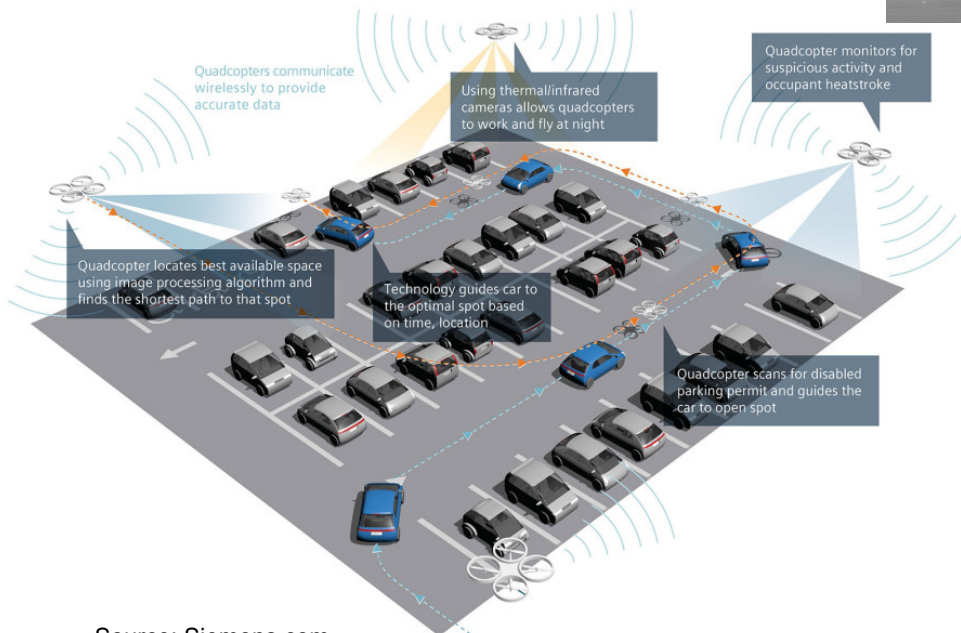 Quadcopters communicate
wirelessly to provide
accurate data
Using thermal/infrared
cameras allows quadcopters
to work and fly at night
Quadcopter monitors for
suspicious activity and
occupant heatstroke
Quadcopter locates best available space
using image processing algorithm and
finds the shortest path to that spot
Technology guides car to
the optimal spot based
on time, location
Quadcopter scans for disabled
parking permit and guides the
car to open spot
Source: Siemens.com